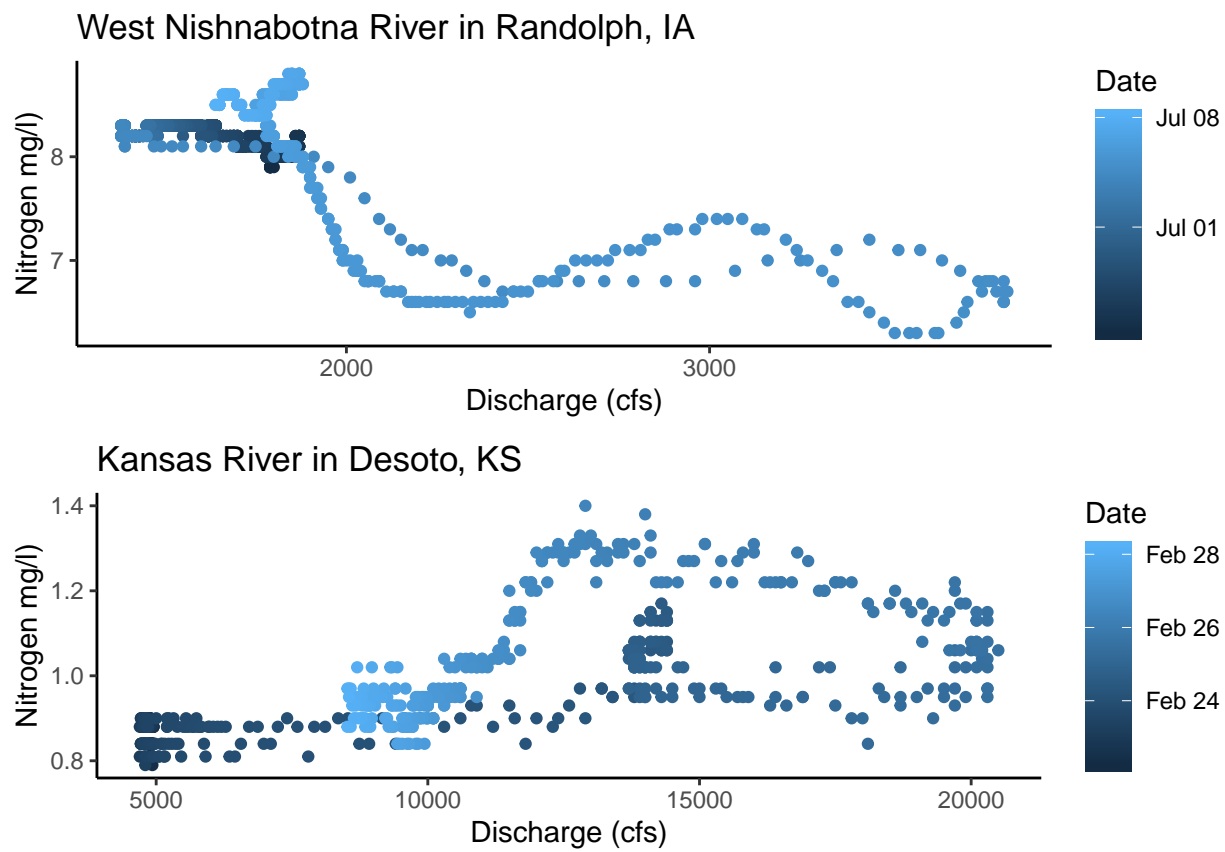 West Nishnabotna River in Randolph, IA
Nitrogen mg/l)
8
7
2000
3000
Discharge (cfs)
Date
Jul 08
Jul 01
Kansas River in Desoto, KS
Nitrogen mg/l)
1.4
1.2
1.0
0.8
5000
10000
15000
20000
Discharge (cfs)
Date
Feb 28
Feb 26
Feb 24